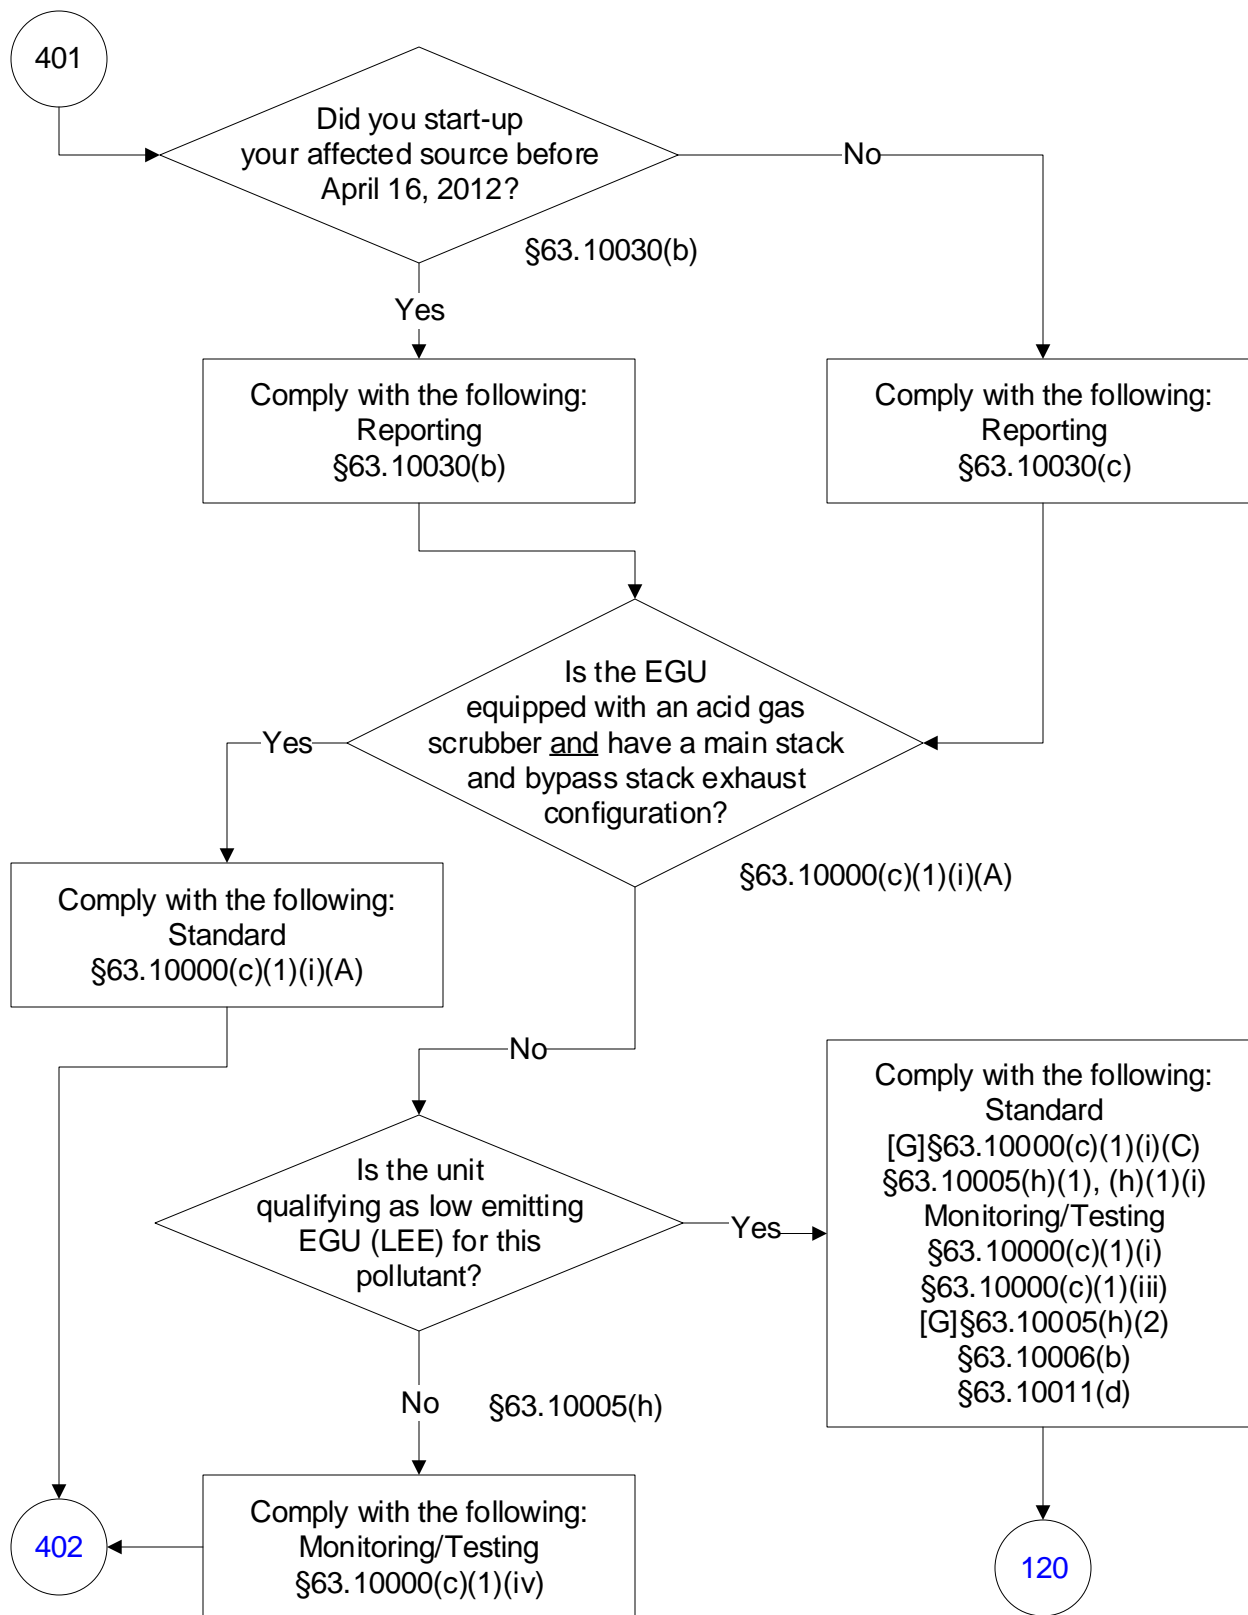 401
Did you start-up
your affected source before
April 16, 2012?
No
§63.10030(b)
Yes
Comply with the following:
Reporting
§63.10030(b)
Comply with the following:
Reporting
§63.10030(c)
Is the EGU
equipped with an acid gas
scrubber and have a main stack
and bypass stack exhaust
configuration?
Yes
§63.10000(c)(1)(i)(A)
Comply with the following:
Standard
§63.10000(c)(1)(i)(A)
No
Is the unit
qualifying as low emitting
EGU (LEE) for this
pollutant?
Yes
Comply with the following:
Standard
[G]§63.10000(c)(1)(i)(C)
§63.10005(h)(1), (h)(1)(i)
Monitoring/Testing
§63.10000(c)(1)(i)
§63.10000(c)(1)(iii)
[G]§63.10005(h)(2)
§63.10006(b)
§63.10011(d)
No
§63.10005(h)
Comply with the following:
Monitoring/Testing
§63.10000(c)(1)(iv)
402
120